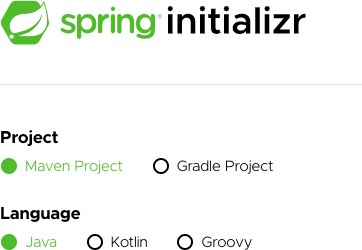 spring initializr
Project
Maven Project Gradle Project
Language
Java Kotlin Groovy